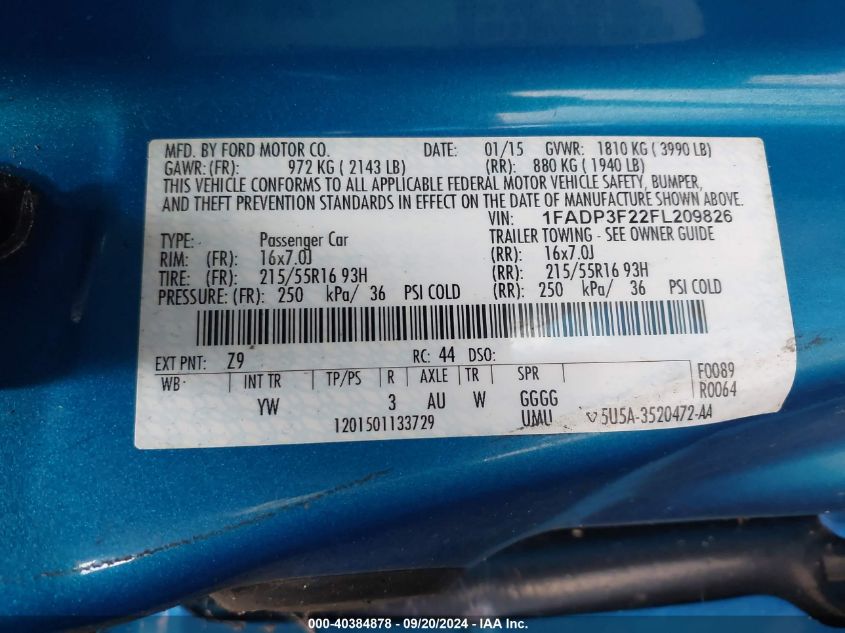 MFD. BY FORD MOTOR CO. DATE: 01/15 GVWR: 1810 KG ( 3990 LB)
GAWR:(FR): 972 KG ( 2143 LB) (RR): 880 KG ( 1940 LB)
THIS VEHICLE CONFORMS TO ALL APPLICABLE FEDERAL MOTOR VEHICLE SAFETY, BUMPER,
AND THEFT PREVENTION STANDARDS IN EFFECT ON THE DATE OF MANUFACTURE SHOWN ABOVE.
VIN: 1FADP3F22FL209826
TYPE: Passenger Car TRAILER TOWING - SEE OWNER GUIDE
RIM: (FR): 16x7.0J (RR): 16x7.0J
TIRE: (FR): 215/55R16 93H (RR): 215/55R16 93H
PRESSURE: (FR): 250 kPa/ 36 PSI COLD (RR): 250 kPa/ 36 PSI COLD
EXT PNT: Z9 RC: 44 DSO:
WB INT TR TP/PS R AXLE TR SPR F0089
YW 3 AU W GGGG R0064
1201501133729 UMU 5U5A-3520472-AA
000-40384878 - 09/20/2024 - IAA Inc.